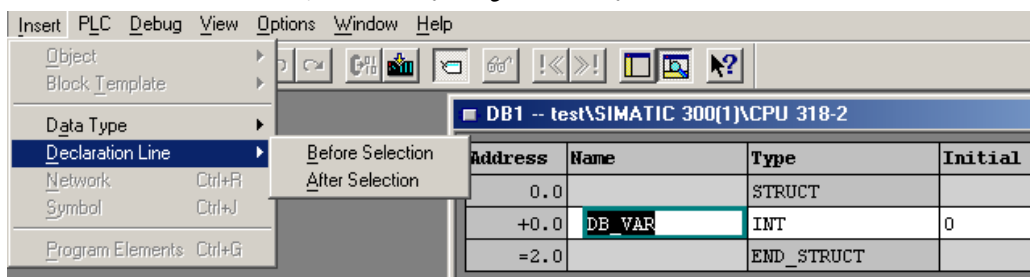 Insert PLC Debug View Options Window Help
Object
Block Template
Data Type
Declaration Line
Network Ctrl+R
Symbol Ctrl+J
Program Elements Ctrl+G
Before Selection
After Selection
!« »!
DB1 -- test\SIMATIC 300(1)\CPU 318-2
Address Name Type Initial
0.0 STRUCT
+0.0 DB_VAR INT 0
=2.0 END_STRUCT